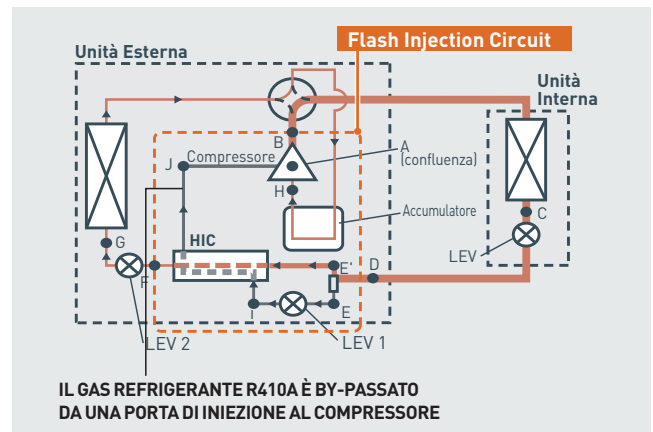 Flash Injection Circuit
Unità Esterna
Unità
Interna
B
A
(confluenza)
J
Compressore
H
Accumulatore
C
LEV
G
HIC
F
E'
D
I
E
LEV 2
LEV 1
IL GAS REFRIGERANTE R410A È BY-PASSATO
DA UNA PORTA DI INIEZIONE AL COMPRESSORE